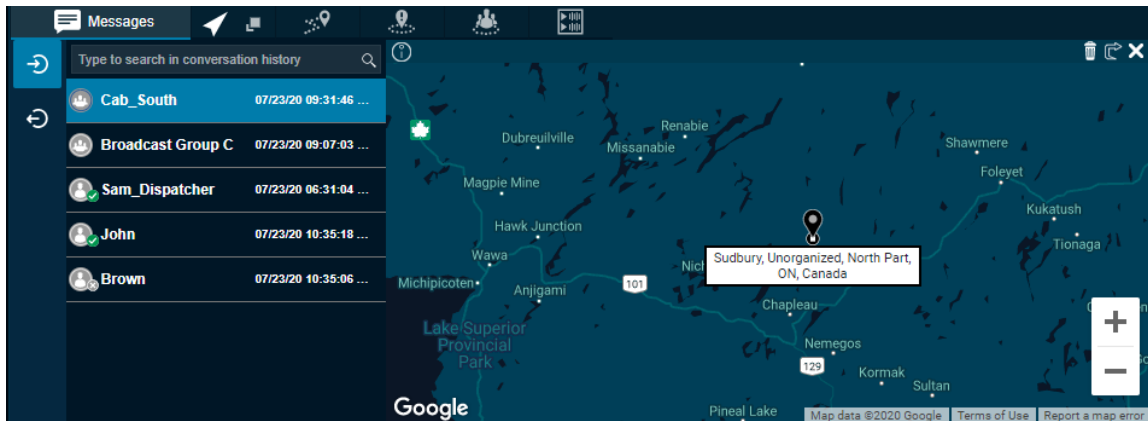 Messages
Type to search in conversation history
Cab_South 07/23/20 09:31:46 ...
Broadcast Group C 07/23/20 09:07:03 ...
Sam_Dispatcher 07/23/20 06:31:04 ...
John 07/23/20 10:35:18 ...
Brown 07/23/20 10:35:06 ...
Renabie
Dubreuilville
Missanabie
Shawmere
Foleyet
Magpie Mine
Kukatush
Hawk Junction
Tionaga
Wawa
Sudbury, Unorganized, North Part,
ON, Canada
Nic
Michipicoten
101
Anjigami
Chapleau
Lake Superior
Provincial
Park
Nemegos
129
Kormak
Sultan
Google
Pineal Lake
Map data ©2020 Google
Terms of Use
Report a map error